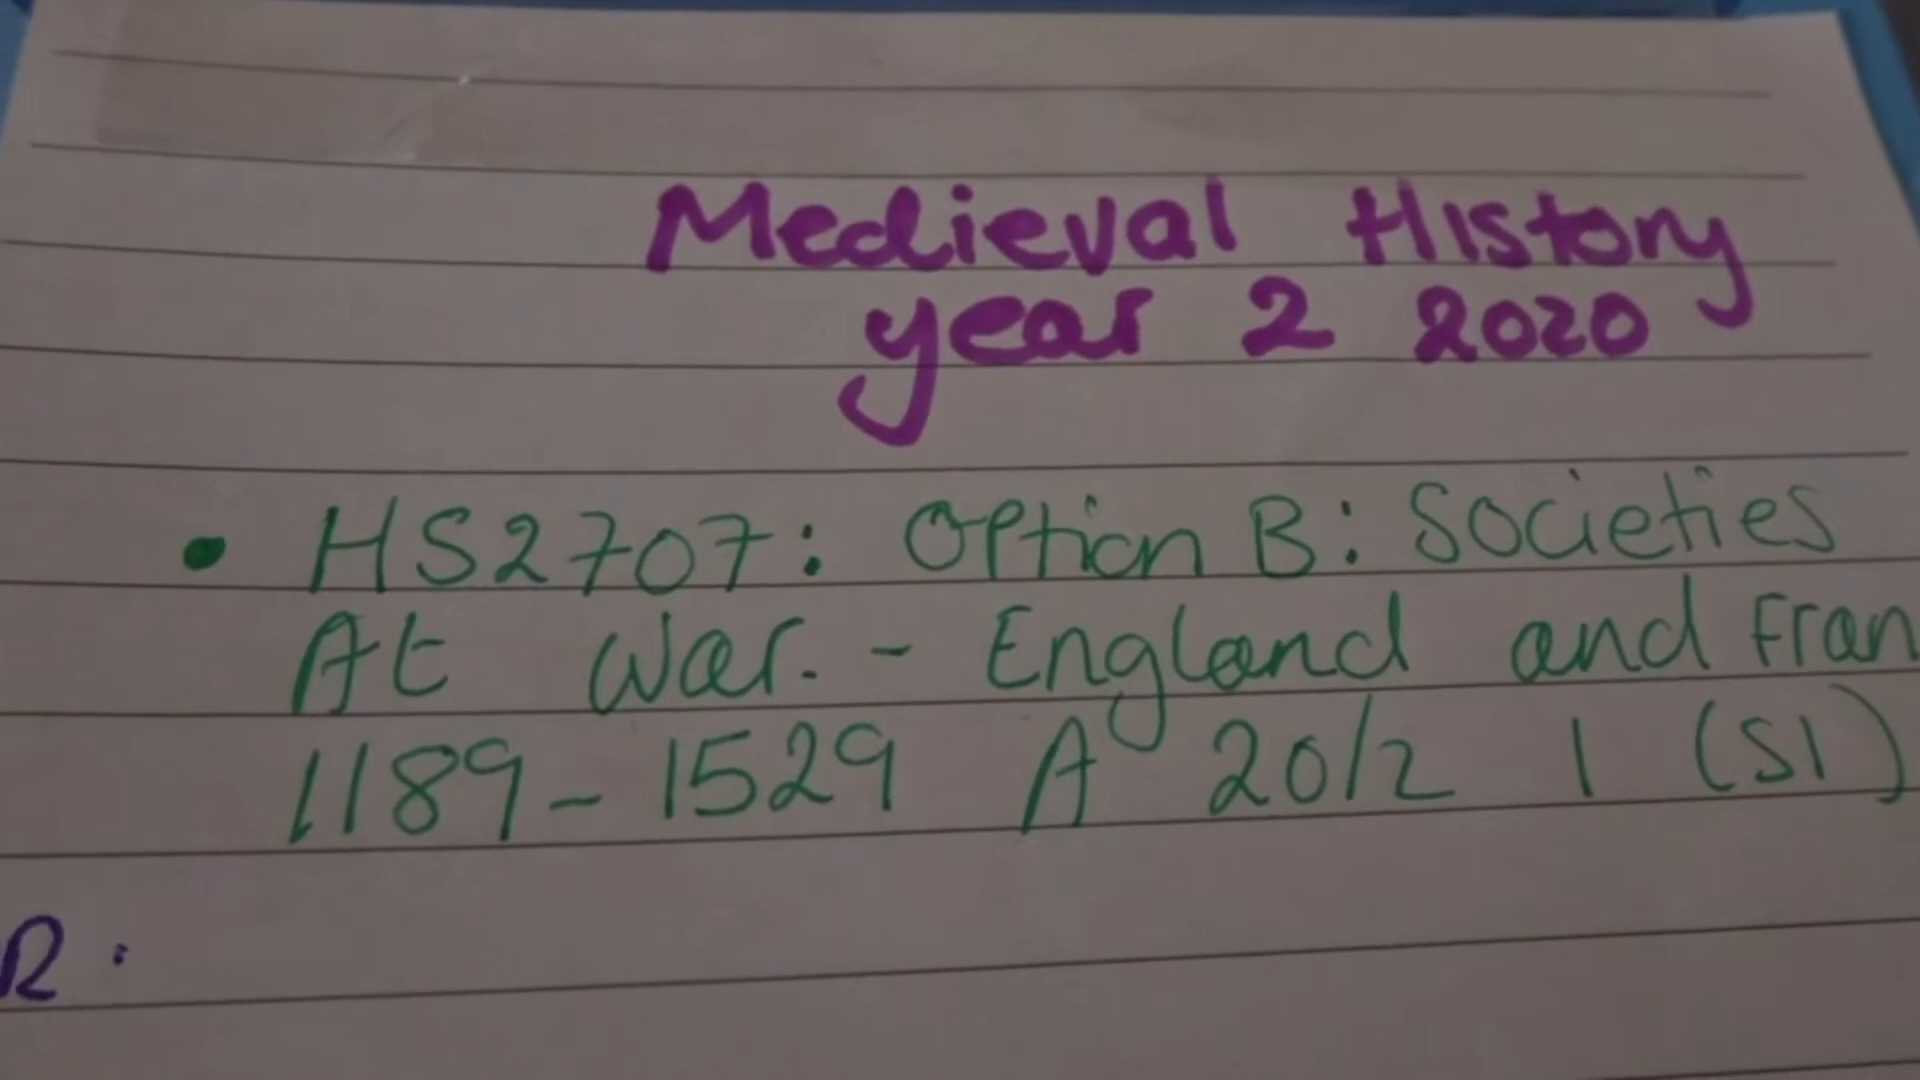 Medieval History
year 2 2020
• HS2707: Option B: Societies
At War. - England and Fran
1189-1529 A 20/2 1 (S1)
R: